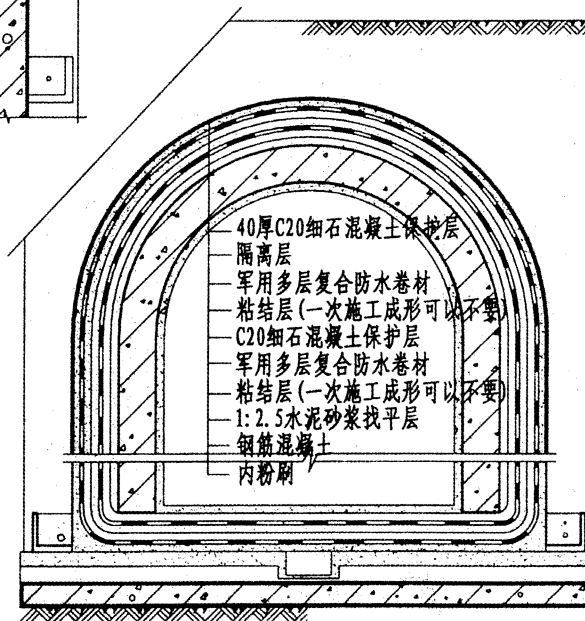 40厚C20细石混凝土保护层
隔离层
军用多层复合防水卷材
粘结层(一次施工成形可以不要)
C20细石混凝土保护层
军用多层复合防水卷材
粘结层(一次施工成形可以不要)
1:2.5水泥砂浆找平层
钢筋混凝土
内粉刷